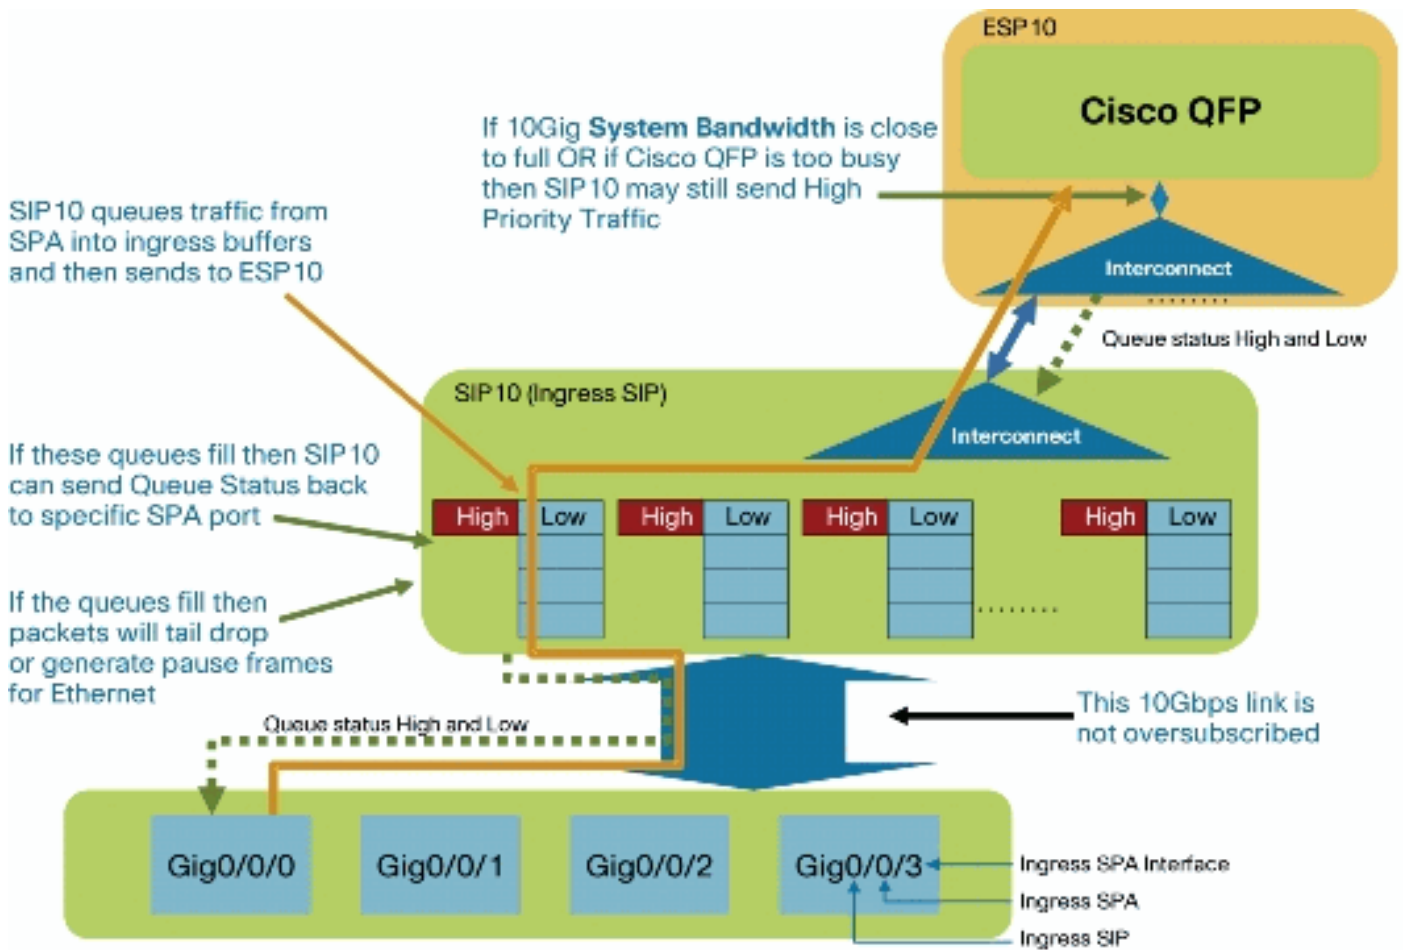 ESP10
Cisco QFP
If 10Gig System Bandwidth is close
to full OR if Cisco QFP is too busy
then SIP10 may still send High
Priority Traffic
SIP10 queues traffic from
SPA into ingress buffers
and then sends to ESP10
Interconnect
Queue status High and Low
SIP10 (Ingress SIP)
Interconnect
If these queues fill then SIP10
can send Queue Status back
to specific SPA port
High Low High Low High Low High Low
If the queues fill then
packets will tail drop
or generate pause frames
for Ethernet
Queue status High and Low
This 10Gbps link is
not oversubscribed
Gig0/0/0 Gig0/0/1 Gig0/0/2 Gig0/0/3
Ingress SPA Interface
Ingress SPA
Ingress SIP